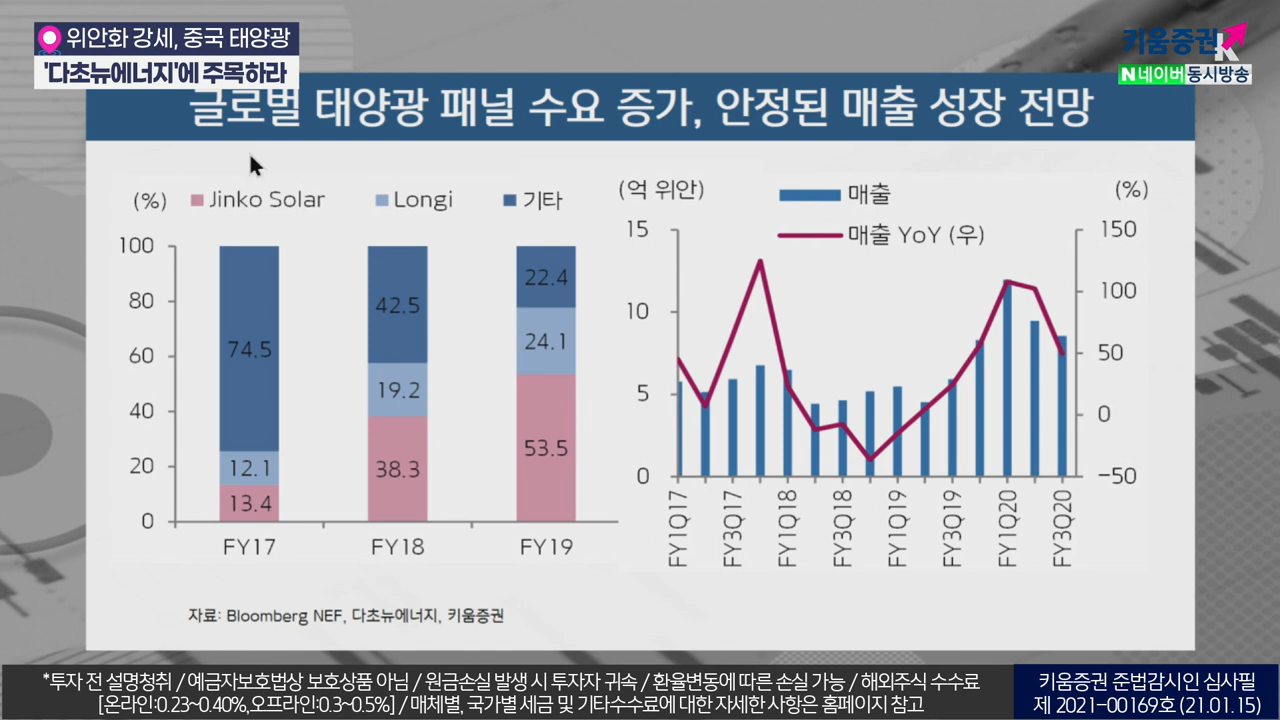 위안화 강세, 중국 태양광
'다초뉴에너지'에 주목하라
키움증권
N 네이버 동시방송
글로벌 태양광 패널 수요 증가, 안정된 매출 성장 전망
(%)
Jinko Solar
Longi
기타
100
80
60
40
20
0
74.5
12.1
13.4
42.5
19.2
38.3
22.4
24.1
53.5
FY17
FY18
FY19
(억 위안)
매출
매출 YoY (우)
(%)
15
10
5
0
150
100
50
0
-50
FY1Q17
FY3Q17
FY1Q18
FY3Q18
FY1Q19
FY3Q19
FY1Q20
FY3Q20
자료: Bloomberg NEF, 다초뉴에너지, 키움증권
*투자 전 설명청취 / 예금자보호법상 보호상품 아님 / 원금손실 발생 시 투자자 귀속 / 환율변동에 따른 손실 가능 / 해외주식 수수료
[온라인:0.23~0.40%,오프라인:0.3~0.5%] / 매체별, 국가별 세금 및 기타수수료에 대한 자세한 사항은 홈페이지 참고
키움증권 준법감시인 심사필
제 2021-00169호 (21.01.15)